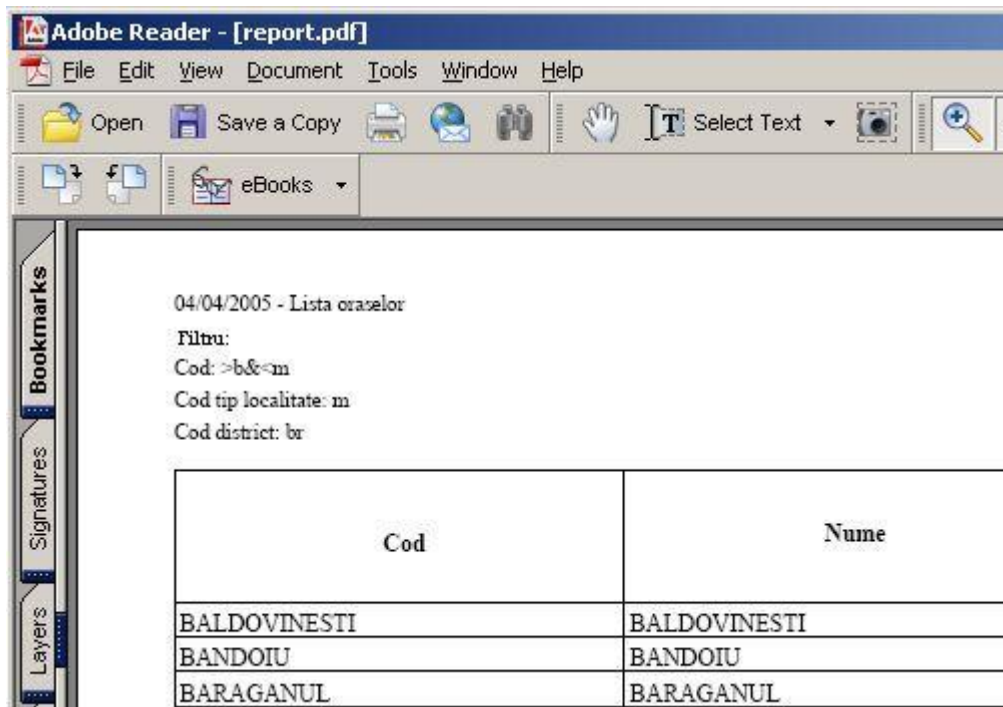 Adobe Reader - [report.pdf]
File Edit View Document Tools Window Help
Open Save a Copy Select Text
eBooks
Bookmarks
Signatures
Layers
04/04/2005 - Lista oraselor
Filtru:
Cod: >b&<m
Cod tip localitate: m
Cod district: br
Cod Nume
BALDOVINESTI BALDOVINESTI
BANDOIU BANDOIU
BARAGANUL BARAGANUL